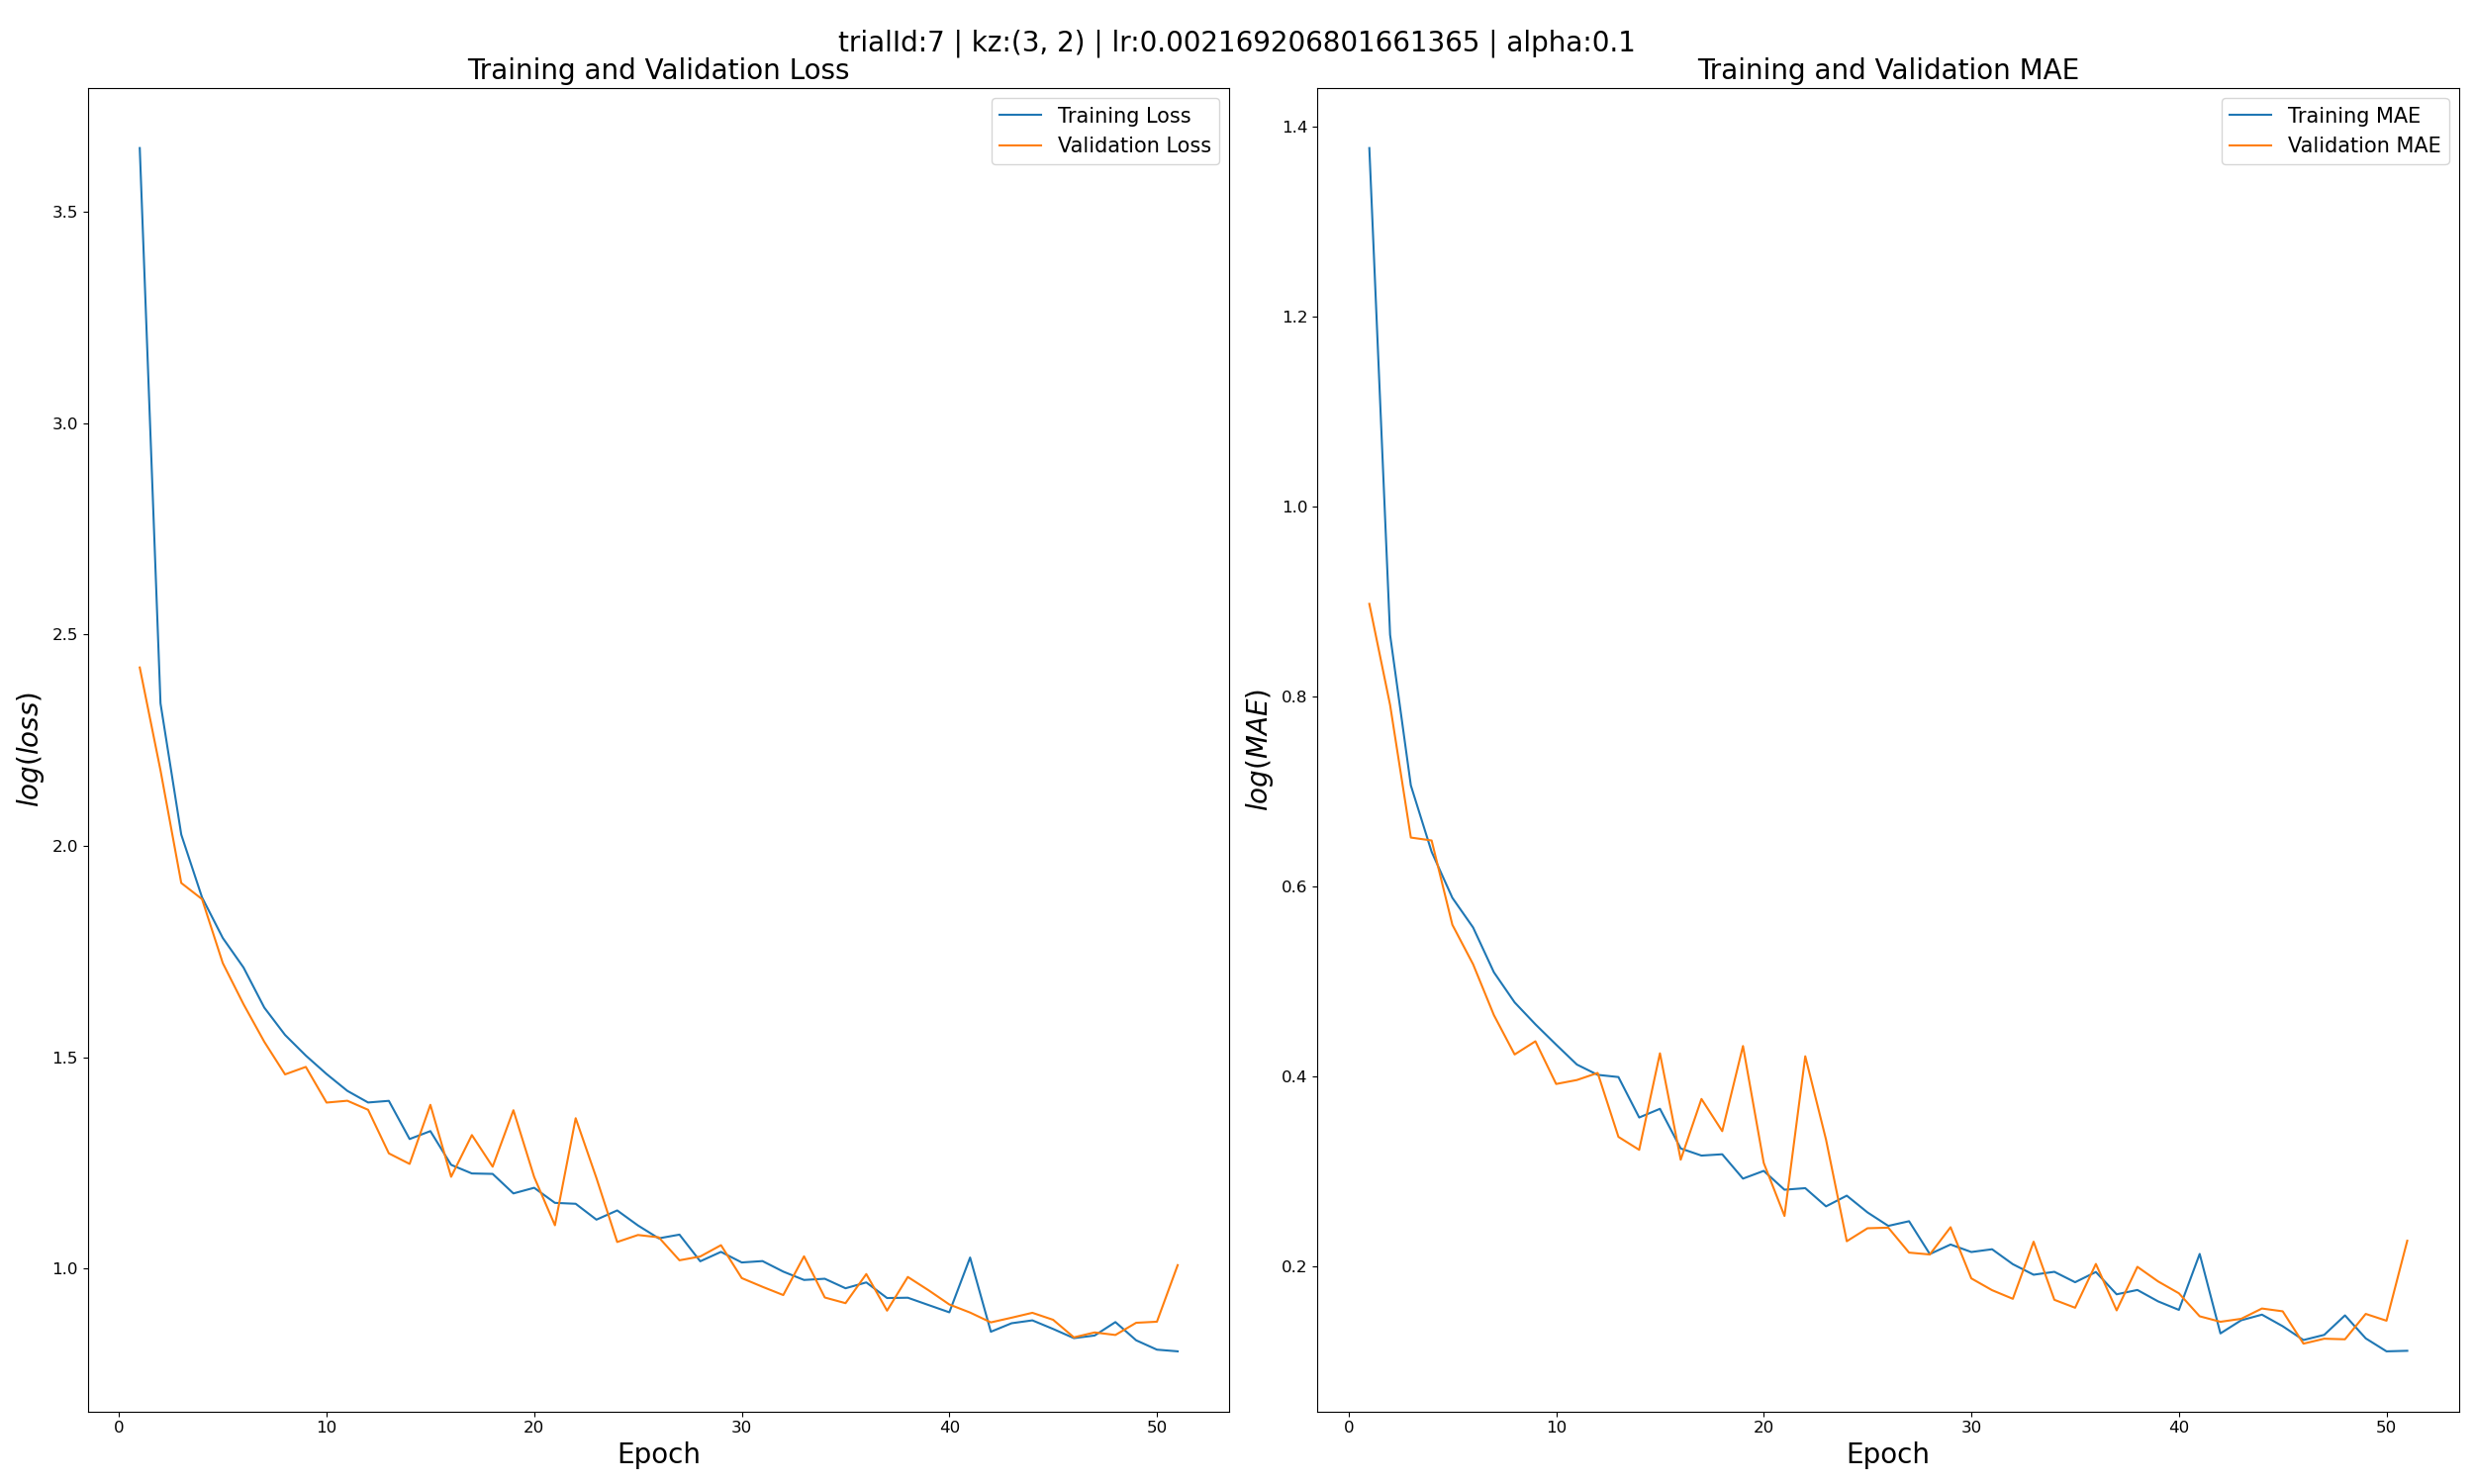 trialId:7 | kz:(3, 2) | lr:0.002169206801661365 | alpha:0.1
Training and Validation Loss
Training Loss
Validation Loss
3.5
3.0
2.5
2.0
1.5
1.0
log(loss)
0 10 20 30 40 50
Epoch
Training and Validation MAE
Training MAE
Validation MAE
1.4
1.2
1.0
0.8
0.6
0.4
0.2
log(MAE)
0 10 20 30 40 50
Epoch